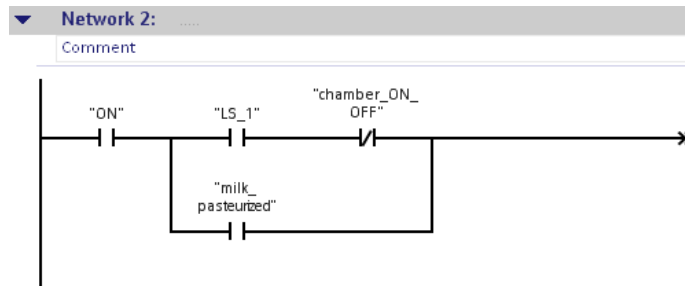 Network 2: .....
Comment
"ON"
"LS_1"
"chamber_ON_
OFF"
"milk_
pasteurized"